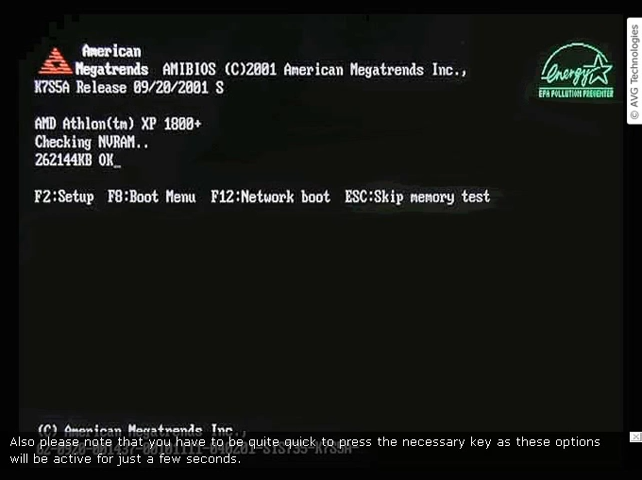 American
Megatrends AMIBIOS (C)2001 American Megatrends Inc.,
K7S5A Release 09/20/2001 S
energy
EPA POLLUTION PREVENTER
© AVG Technologies
AMD Athlon(tm) XP 1800+
Checking NVRAM..
262144KB OK_
F2:Setup F8:Boot Menu F12:Network boot ESC:Skip memory test
(C) American Megatrends Inc.,
Also please note that you have to be quite quick to press the necessary key as these options
will be active for just a few seconds.